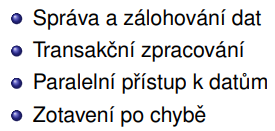 Správa a zálohování dat
Transakční zpracování
Paralelní přístup k datům
Zotavení po chybě